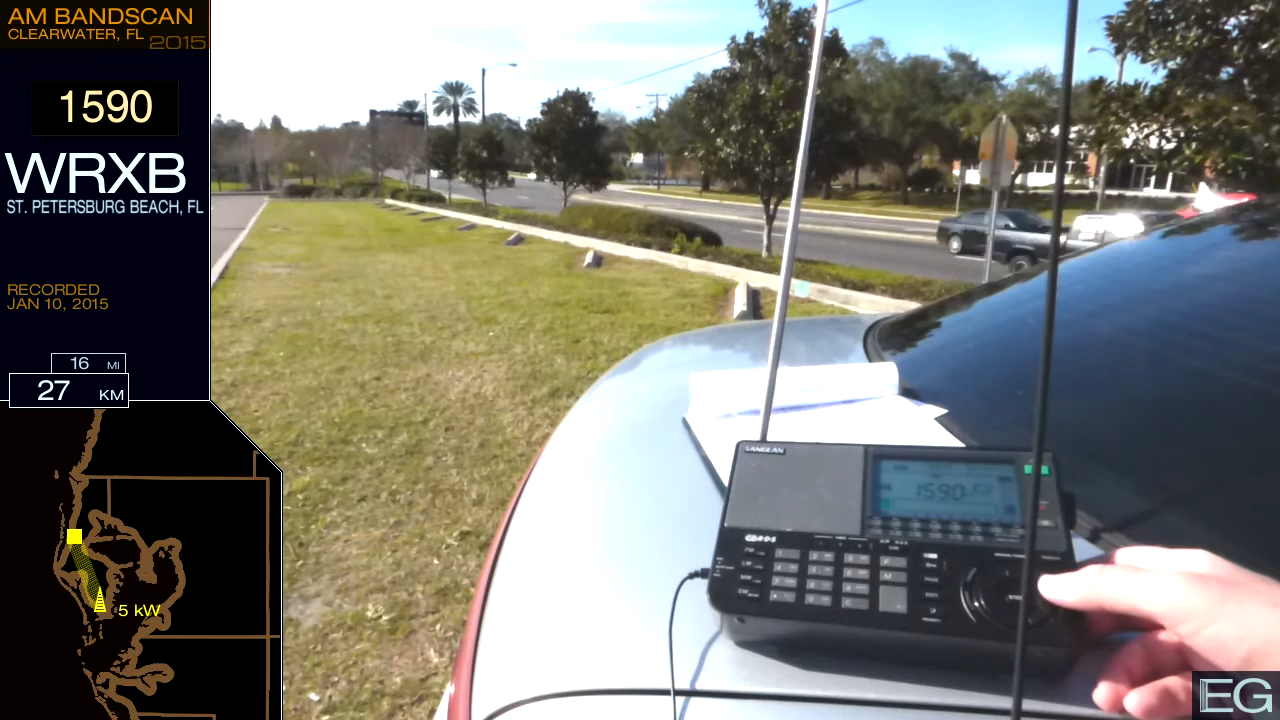 AM BANDSCAN
CLEARWATER, FL
2015
1590
WRXB
ST. PETERSBURG BEACH, FL
RECORDED
JAN 10, 2015
16 MI
27 KM
5 kW
SANGEAN
1590
RDS
EG